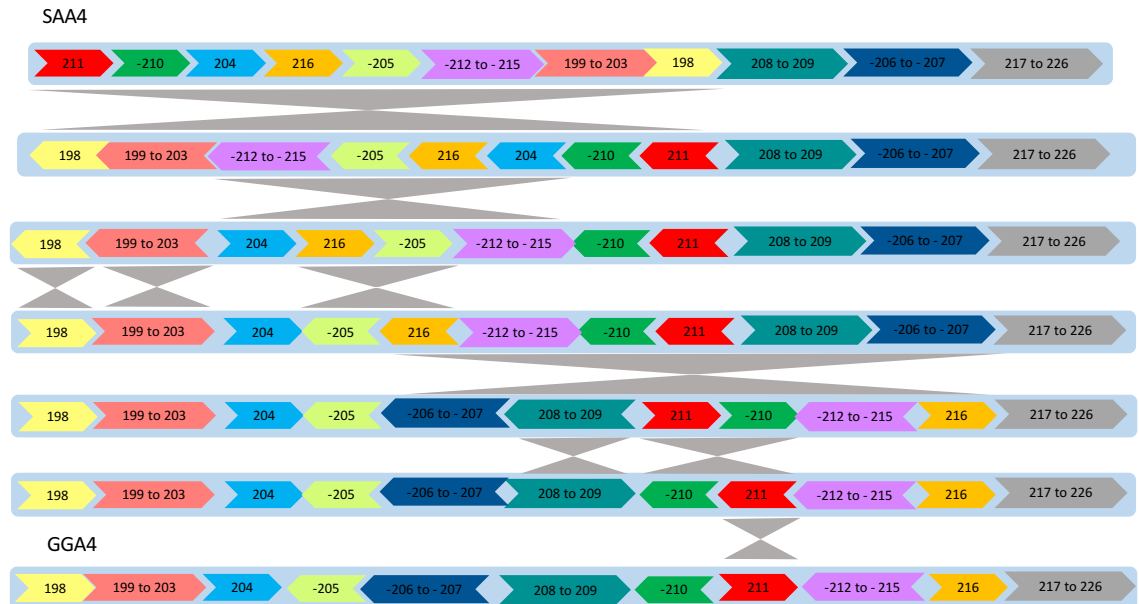 SAA4
211 -210 204 216 -205 -212 to - 215 199 to 203 198 208 to 209 -206 to - 207 217 to 226
198 199 to 203 -212 to - 215 -205 216 204 -210 211 208 to 209 -206 to - 207 217 to 226
198 199 to 203 204 216 -205 -212 to - 215 -210 211 208 to 209 -206 to - 207 217 to 226
198 199 to 203 204 -205 216 -212 to - 215 -210 211 208 to 209 -206 to - 207 217 to 226
198 199 to 203 204 -205 -206 to - 207 208 to 209 211 -210 -212 to - 215 216 217 to 226
198 199 to 203 204 -205 -206 to - 207 208 to 209 -210 211 -212 to - 215 216 217 to 226
GGA4
198 199 to 203 204 -205 -206 to - 207 208 to 209 -210 211 -212 to - 215 216 217 to 226